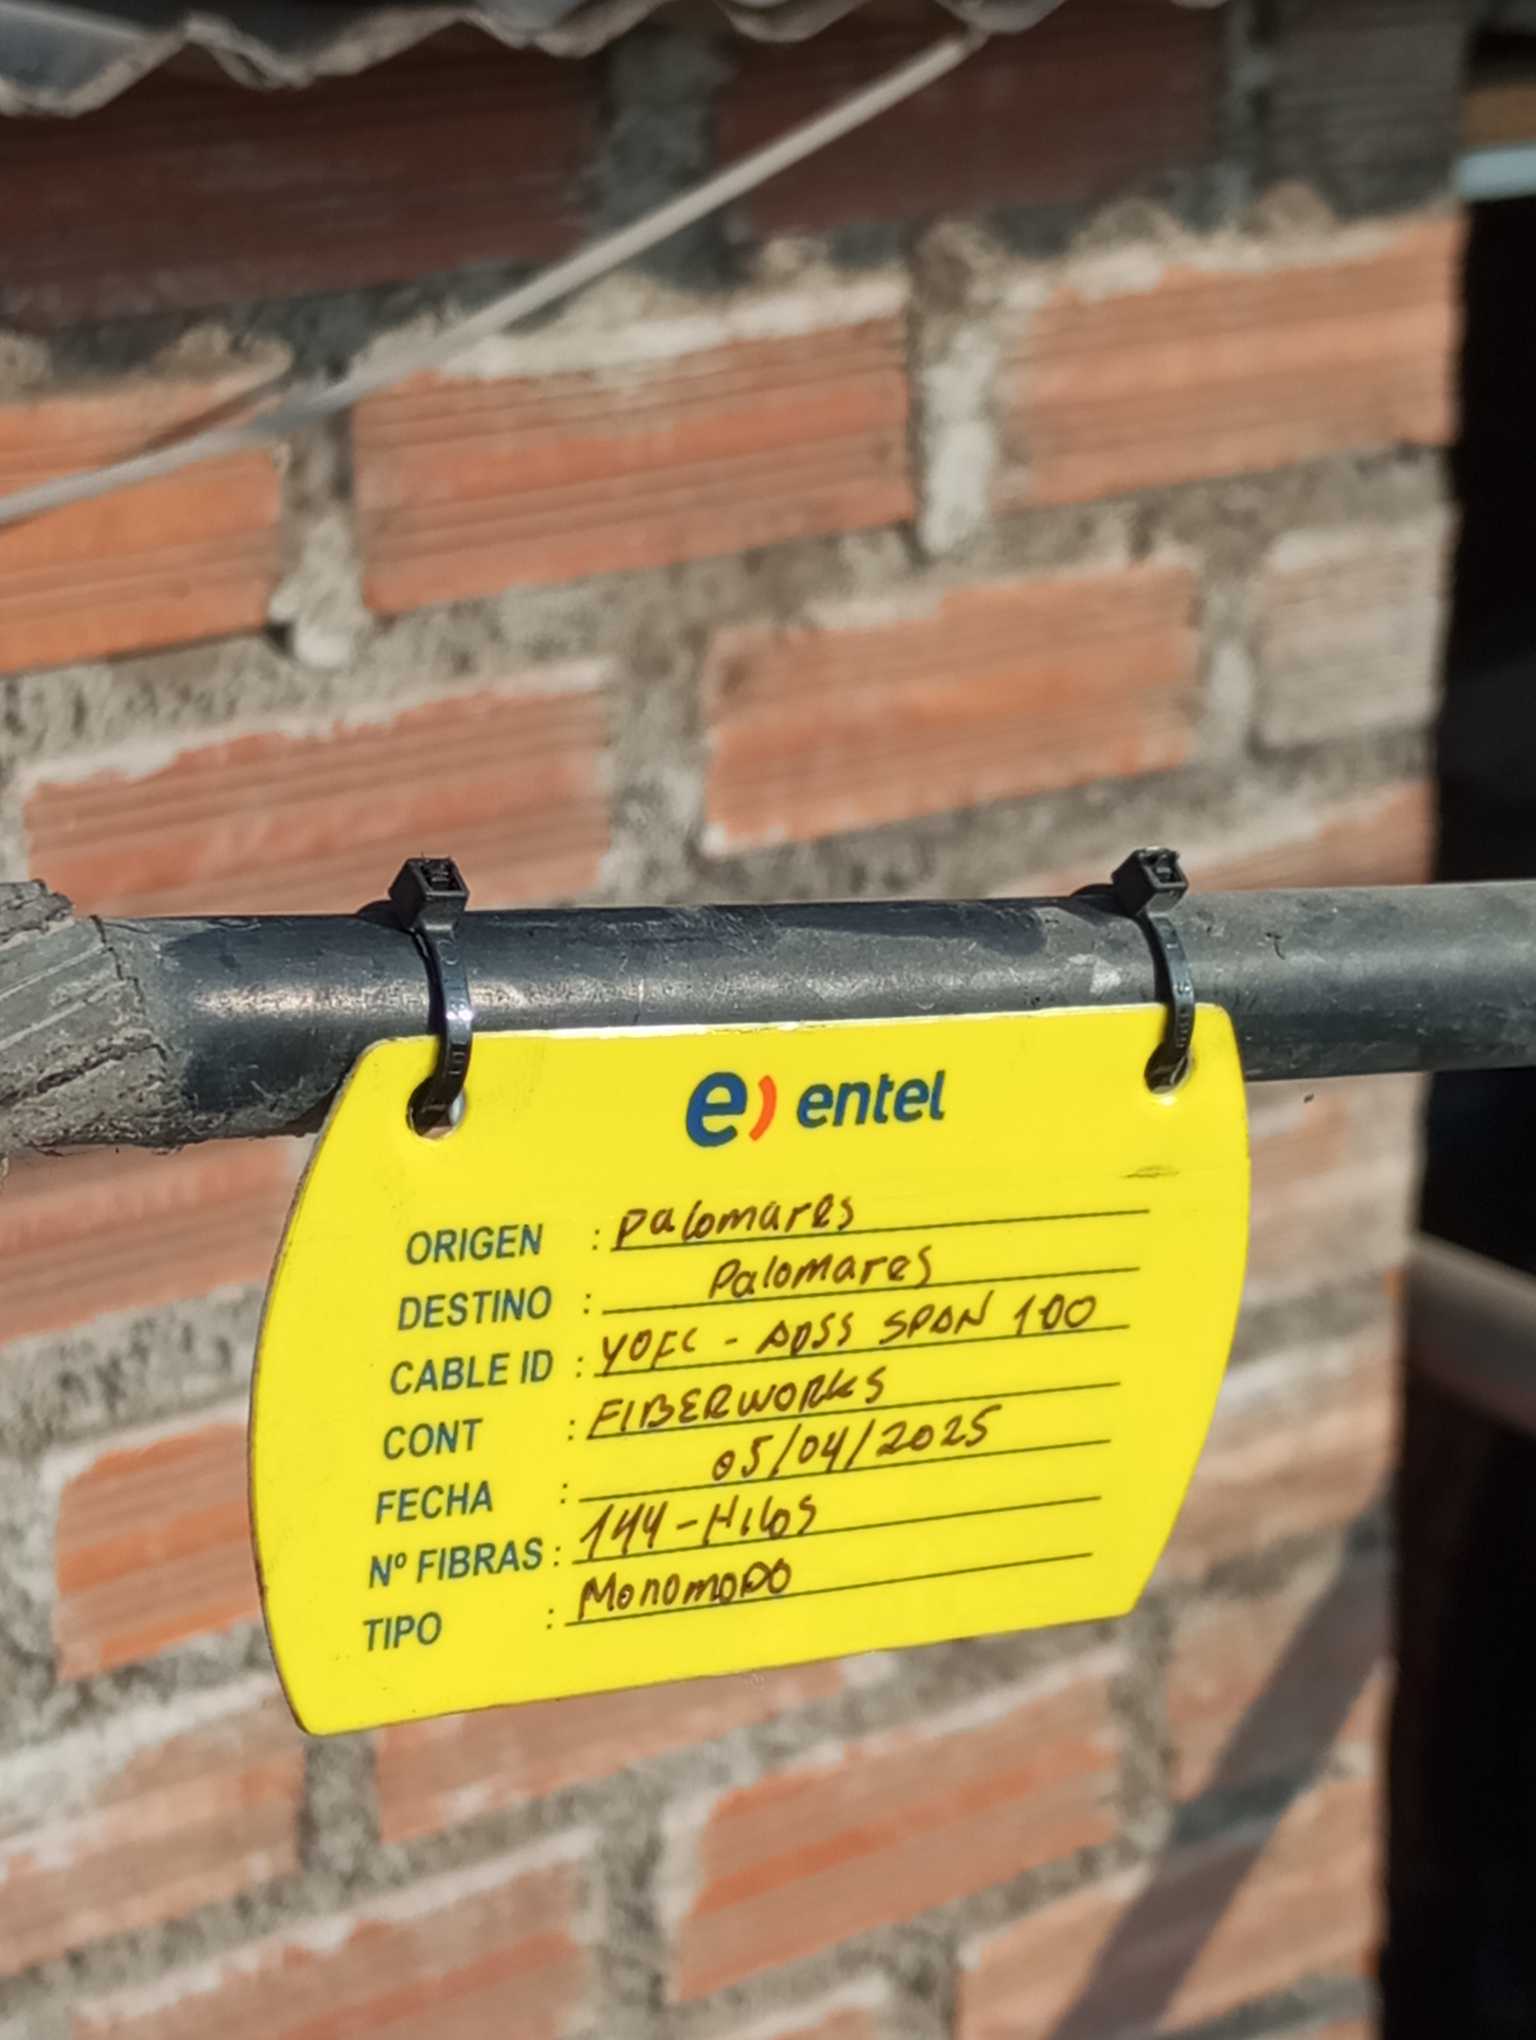 e) entel
ORIGEN : Palomares
DESTINO : Palomares
CABLE ID : YOFC - ADSS SPAN 100
CONT : FIBERWORKS
FECHA : 05/04/2025
Nº FIBRAS : 144-Hilos
TIPO : Monomodo